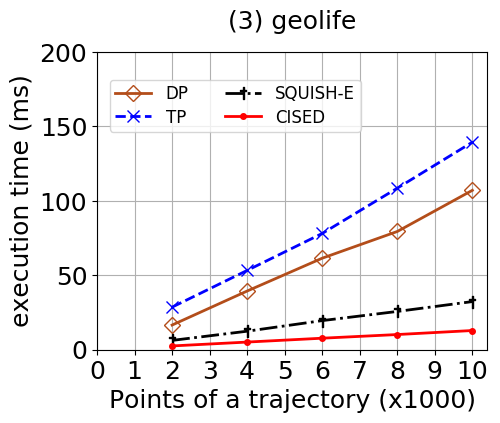 (3) geolife
execution time (ms)
200
150
100
50
0
DP
TP
SQUISH-E
CISED
0 1 2 3 4 5 6 7 8 9 10
Points of a trajectory (x1000)